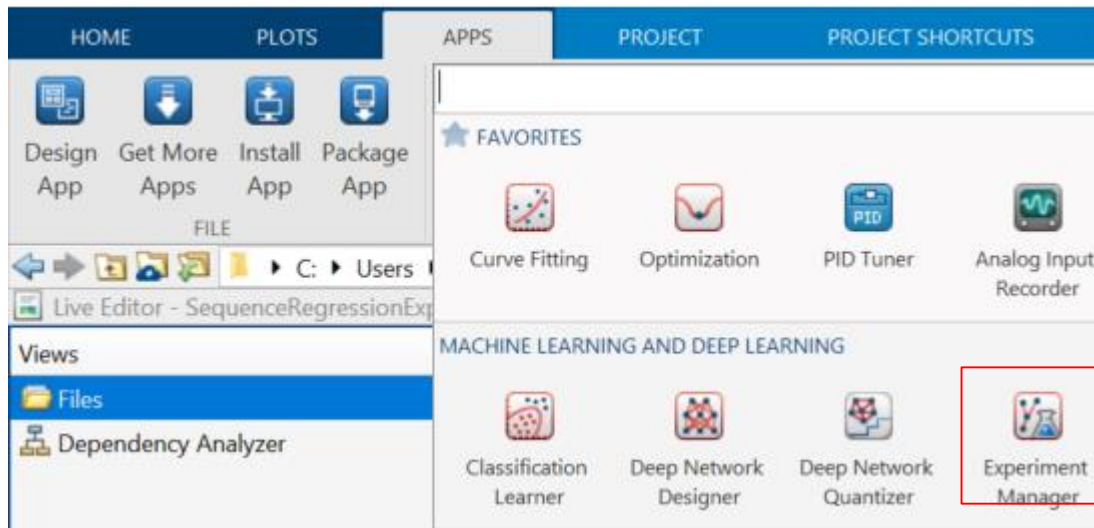 HOME PLOTS APPS PROJECT PROJECT SHORTCUTS
Design App
Get More Apps
Install App
Package App
FILE
FAVORITES
Curve Fitting
Optimization
PID
PID Tuner
Analog Input
Recorder
C: Users
Live Editor - SequenceRegressionExp
Views
Files
Dependency Analyzer
MACHINE LEARNING AND DEEP LEARNING
Classification
Learner
Deep Network
Designer
Deep Network
Quantizer
Experiment
Manager